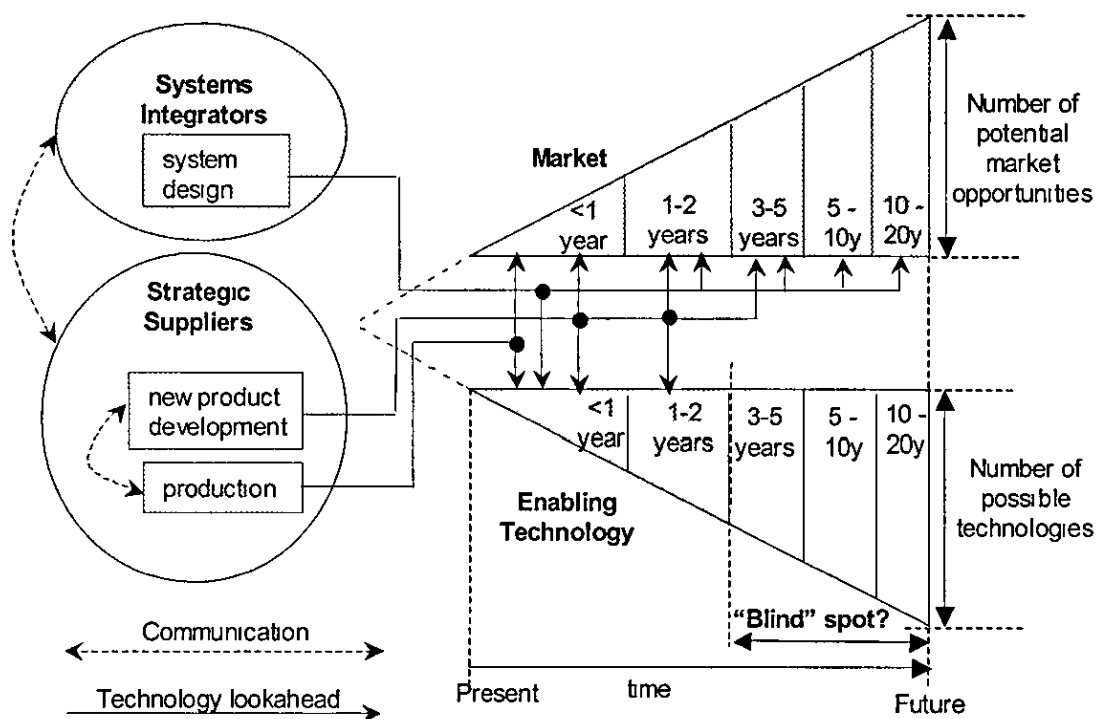 Systems
Integrators
system
design
Strategic
Suppliers
new product
development
production
Communication
Technology lookahead
Market
<1
year
1-2
years
3-5
years
5 -
10y
10 -
20y
Number of
potential
market
opportunities
<1
year
1-2
years
3-5
years
5 -
10y
10 -
20y
Enabling
Technology
Number of
possible
technologies
"Blind" spot?
Present
time
Future